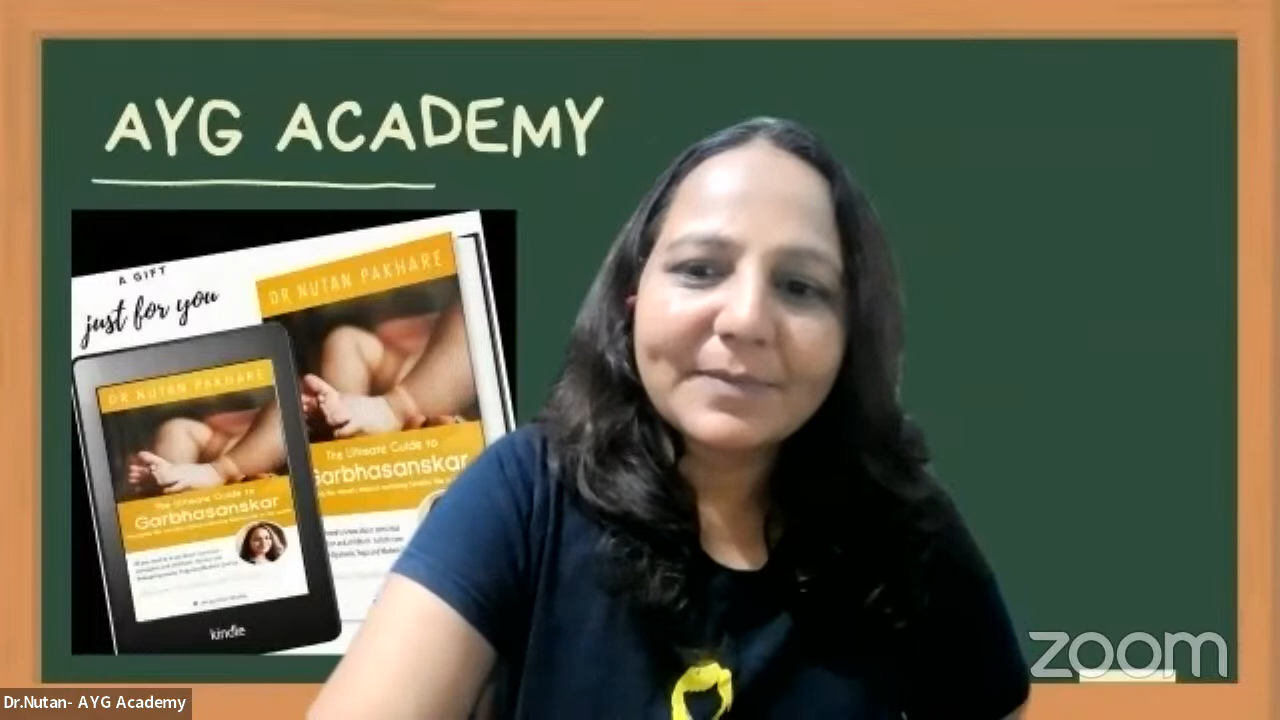 AYG ACADEMY
A GIFT
just for you
DR NUTAN PAKHARE
The Ultimate Guide to
Garbhasanskar
DR NUTAN PAKHARE
The Ultimate Guide to
Garbhasanskar
kindle
zoom
Dr.Nutan- AYG Academy